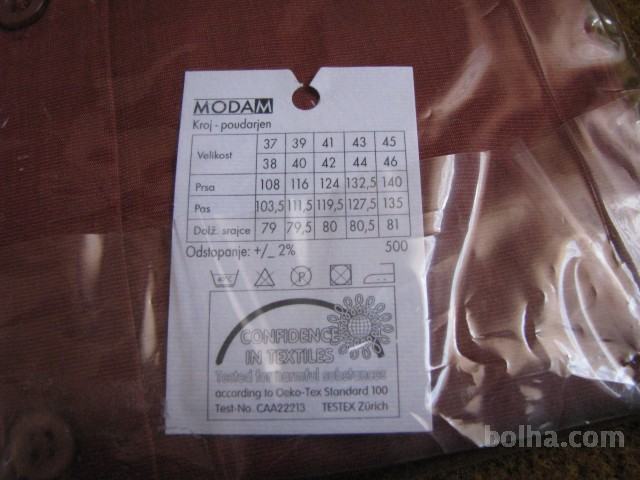 MODAM
Kroj - poudarjen
Velikost 37 39 41 43 45
38 40 42 44 46
Prsa 108 116 124 132,5 140
Pas 103,5 111,5 119,5 127,5 135
Dolž. srajce 79 79,5 80 80,5 81
Odstopanje: +/_ 2% 500
40°C P
CONFIDENCE
IN TEXTILES
Tested for harmful substances
according to Oeko-Tex Standard 100
Test-No. CAA22213 TESTEX Zürich
bolha.com